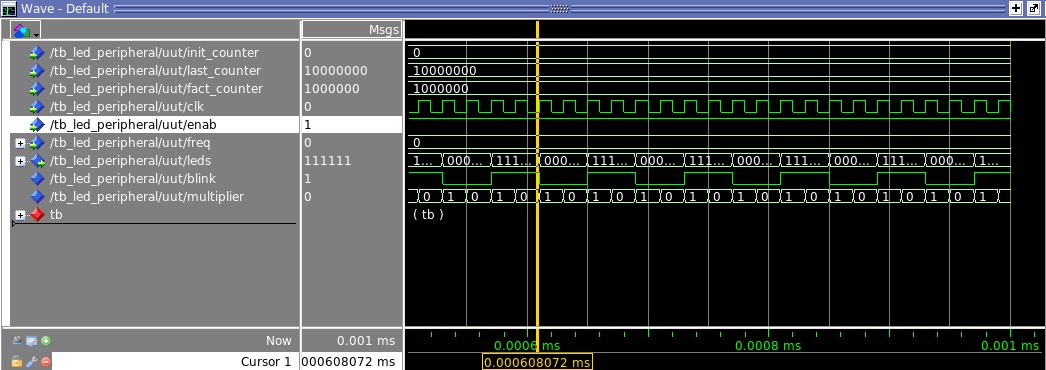 Wave - Default
Msgs
/tb_led_peripheral/uut/init_counter 0 0
/tb_led_peripheral/uut/last_counter 10000000 10000000
/tb_led_peripheral/uut/fact_counter 1000000 1000000
/tb_led_peripheral/uut/clk 0
/tb_led_peripheral/uut/enab 1
/tb_led_peripheral/uut/freq 0 0
/tb_led_peripheral/uut/leds 111111 1... 000... 111... 000... 111... 000... 111... 000... 111... 000... 111... 000... 1...
/tb_led_peripheral/uut/blink 1
/tb_led_peripheral/uut/multiplier 0 0 1 0 1 0 1 0 1 0 1 0 1 0 1 0 1 0 1 0 1 0 1 0 1
tb ( tb )
Now 0.001 ms 0.0006 ms 0.0008 ms 0.001 ms
Cursor 1 000608072 ms 0.000608072 ms